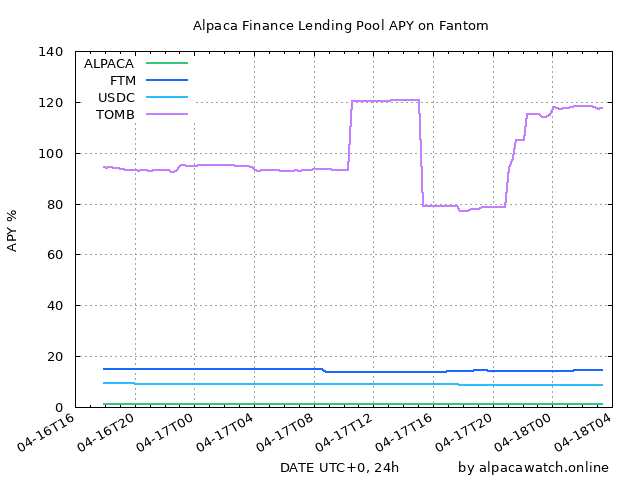 Alpaca Finance Lending Pool APY on Fantom
140
120
100
80
60
40
20
0
APY %
ALPACA
FTM
USDC
TOMB
04-16T16
04-16T20
04-17T00
04-17T04
04-17T08
04-17T12
04-17T16
04-17T20
04-18T00
04-18T04
DATE UTC+0, 24h
by alpacawatch.online